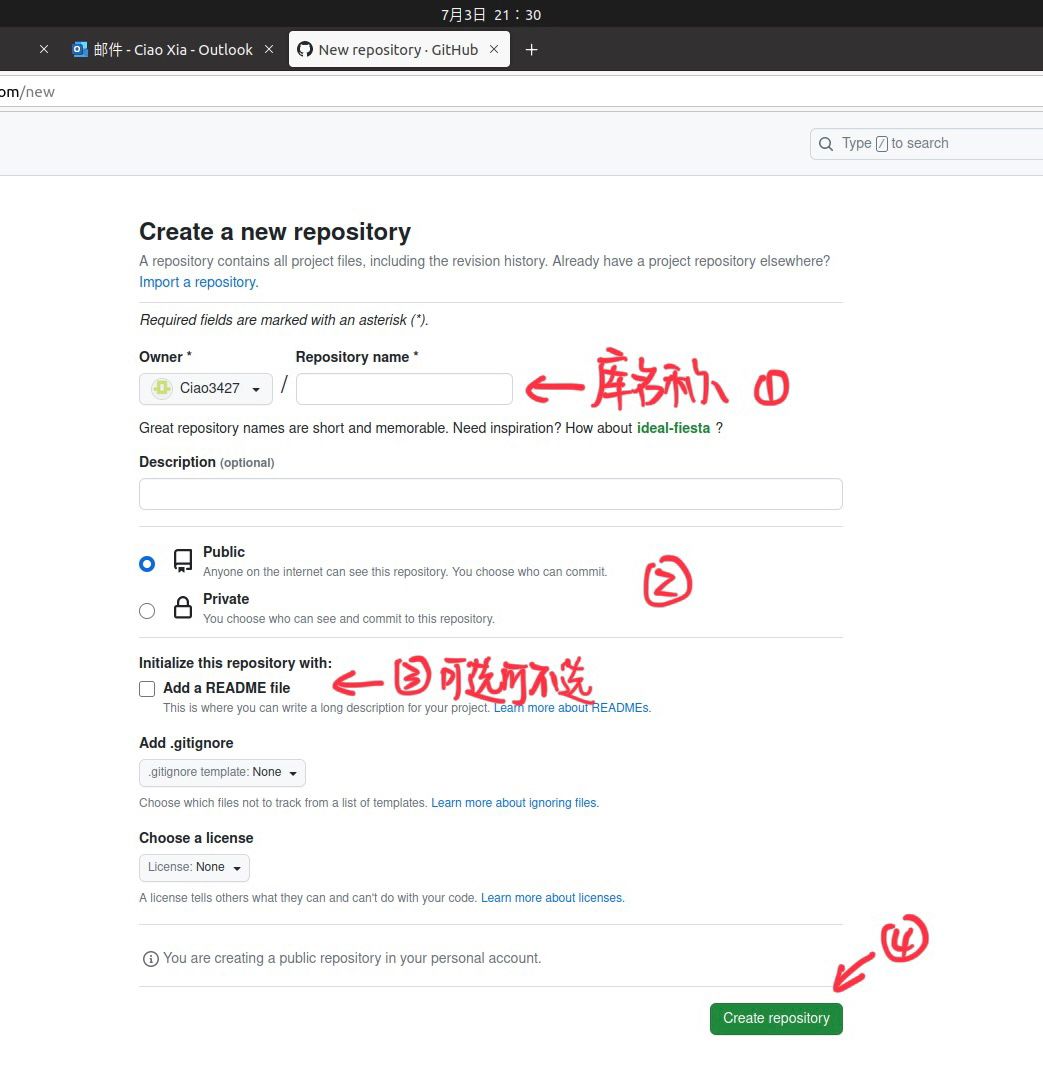 7月3日 21：30
邮件 - Ciao Xia - Outlook
New repository · GitHub
om/new
Type / to search
Create a new repository
A repository contains all project files, including the revision history. Already have a project repository elsewhere?
Import a repository.
Required fields are marked with an asterisk (*).
Owner * Repository name *
Ciao3427 / ←库名称 ①
Great repository names are short and memorable. Need inspiration? How about ideal-fiesta ?
Description (optional)
Public
Anyone on the internet can see this repository. You choose who can commit.
②
Private
You choose who can see and commit to this repository.
Initialize this repository with:
Add a README file ←③可选可不选
This is where you can write a long description for your project. Learn more about READMEs.
Add .gitignore
.gitignore template: None
Choose which files not to track from a list of templates. Learn more about ignoring files.
Choose a license
License: None
A license tells others what they can and can't do with your code. Learn more about licenses.
④
You are creating a public repository in your personal account.
Create repository